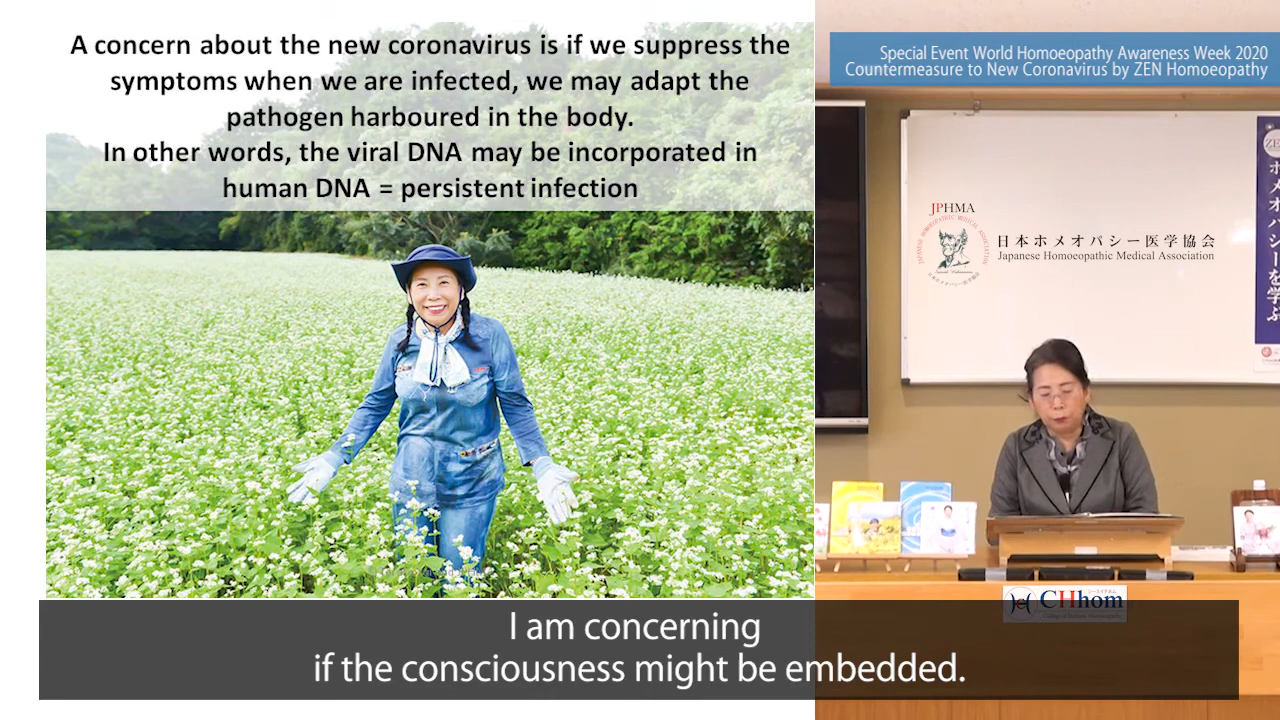 A concern about the new coronavirus is if we suppress the
symptoms when we are infected, we may adapt the
pathogen harboured in the body.
In other words, the viral DNA may be incorporated in
human DNA = persistent infection
Special Event World Homoeopathy Awareness Week 2020
Countermeasure to New Coronavirus by ZEN Homoeopathy
JPHMA
JAPANESE HOMOEOPATHIC MEDICAL ASSOCIATION
日本ホメオパシー医学協会
Japanese Homoeopathic Medical Association
ホメオパシーを学ぶ
CHhom
I am concerning
if the consciousness might be embedded.